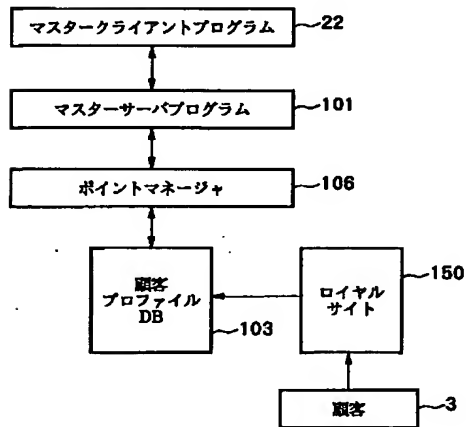 マスタークライアントプログラム
22
マスターサーバプログラム
101
ポイントマネージャ
106
顧客
プロファイル
DB
103
ロイヤル
サイト
150
顧客
3